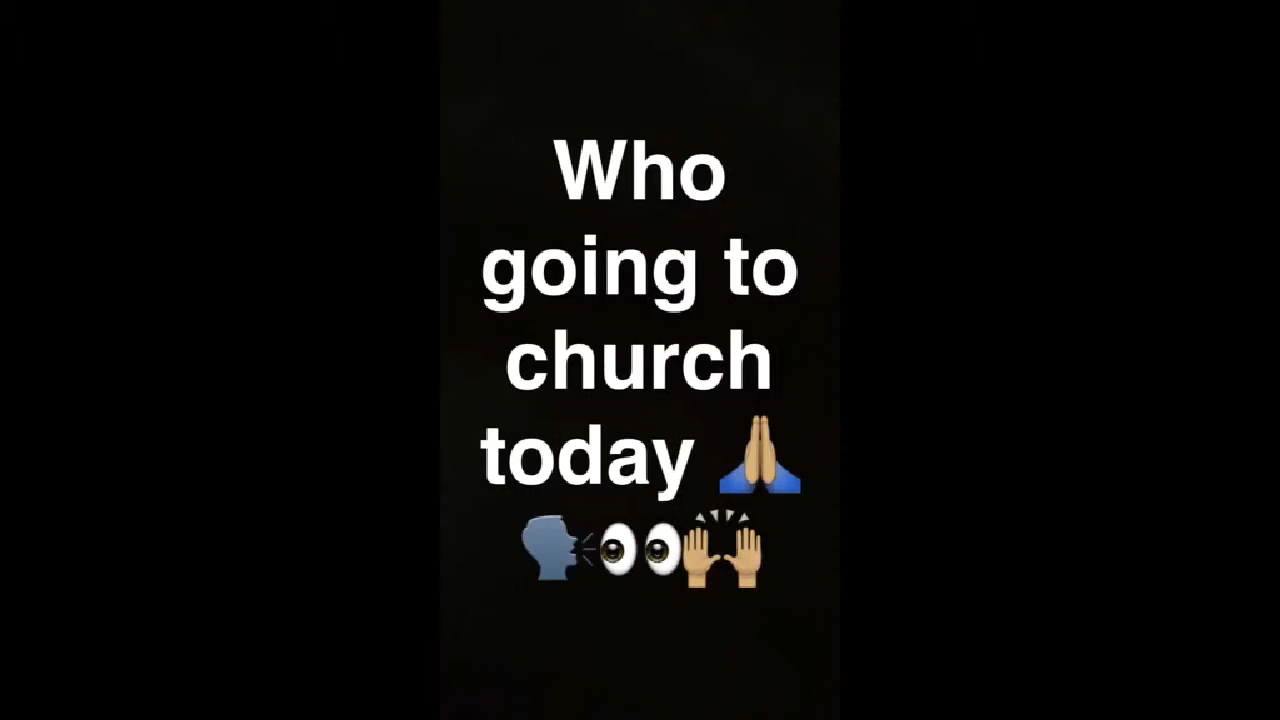 Who
going to
church
today 🙏🏽
🗣️👀🙌🏽